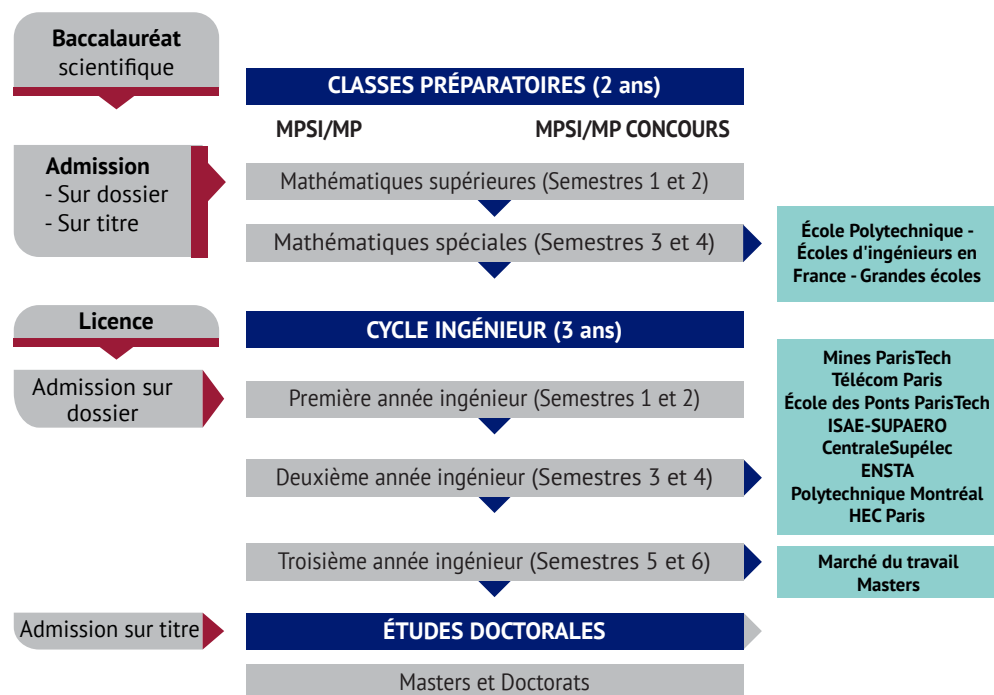 Baccalauréat
scientifique
CLASSES PRÉPARATOIRES (2 ans)
MPSI/MP
MPSI/MP CONCOURS
Admission
- Sur dossier
- Sur titre
Mathématiques supérieures (Semestres 1 et 2)
Mathématiques spéciales (Semestres 3 et 4)
École Polytechnique -
Écoles d'ingénieurs en
France - Grandes écoles
Licence
CYCLE INGÉNIEUR (3 ans)
Admission sur
dossier
Première année ingénieur (Semestres 1 et 2)
Deuxième année ingénieur (Semestres 3 et 4)
Mines ParisTech
Télécom Paris
École des Ponts ParisTech
ISAE-SUPAERO
CentraleSupélec
ENSTA
Polytechnique Montréal
HEC Paris
Troisième année ingénieur (Semestres 5 et 6)
Marché du travail
Masters
Admission sur titre
ÉTUDES DOCTORALES
Masters et Doctorats